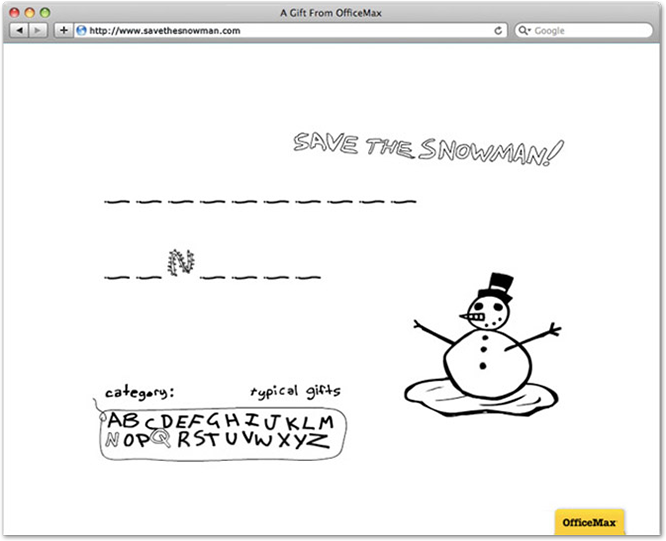 A Gift From OfficeMax
http://www.savethesnowman.com
Google
SAVE THE SNOWMAN!
N
category: typical gifts
ABCDEFGHIJKLM
NOPQRSTUVWXYZ
OfficeMax